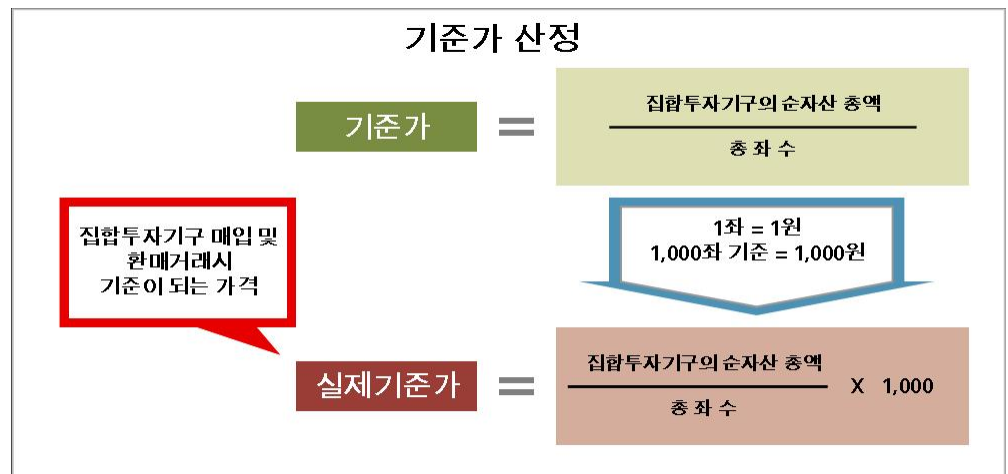 기준가 산정
기준가
=
집합투자기구의 순자산 총액
총 좌 수
집합투자기구 매입 및
환매거래시
기준이 되는 가격
1좌 = 1원
1,000좌 기준 = 1,000원
실제기준가
=
집합투자기구의 순자산 총액
총 좌 수
X 1,000